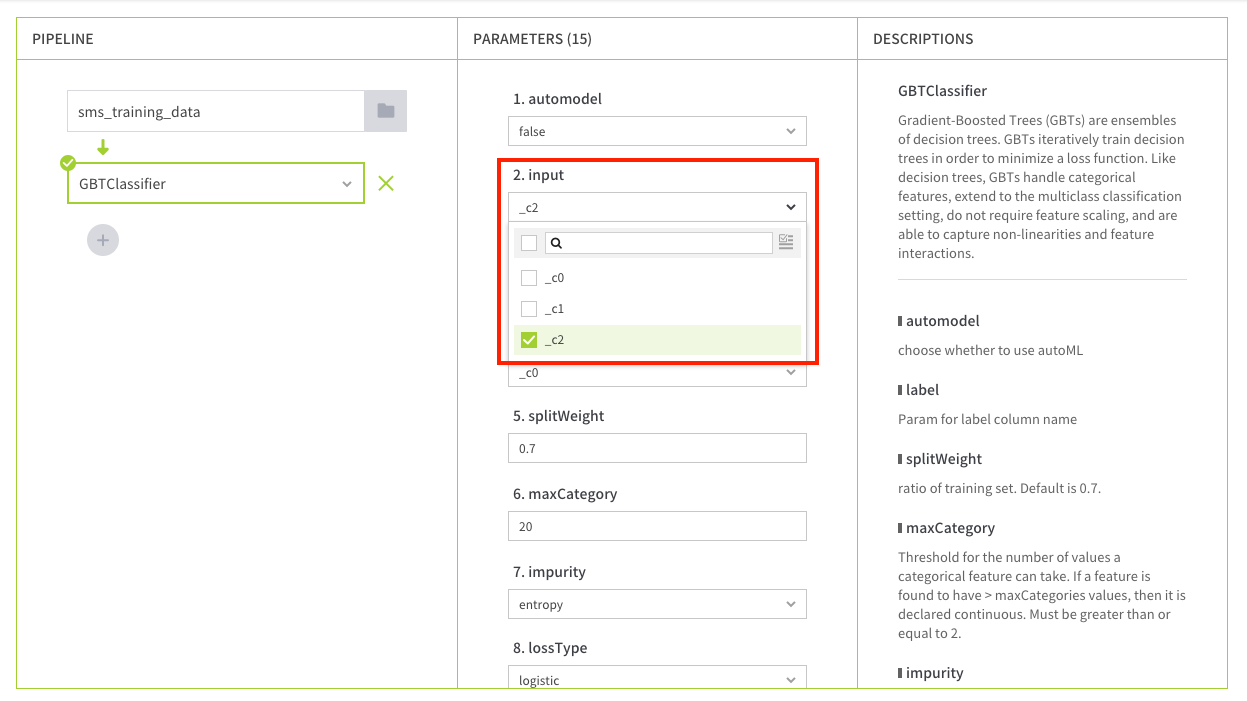 PIPELINE
sms_training_data
GBTClassifier
PARAMETERS (15)
1. automodel
false
2. input
_c2
_c0
_c1
_c2
_c0
5. splitWeight
0.7
6. maxCategory
20
7. impurity
entropy
8. lossType
logistic
DESCRIPTIONS
GBTClassifier
Gradient-Boosted Trees (GBTs) are ensembles
of decision trees. GBTs iteratively train decision
trees in order to minimize a loss function. Like
decision trees, GBTs handle categorical
features, extend to the multiclass classification
setting, do not require feature scaling, and are
able to capture non-linearities and feature
interactions.
automodel
choose whether to use autoML
label
Param for label column name
splitWeight
ratio of training set. Default is 0.7.
maxCategory
Threshold for the number of values a
categorical feature can take. If a feature is
found to have > maxCategories values, then it is
declared continuous. Must be greater than or
equal to 2.
impurity